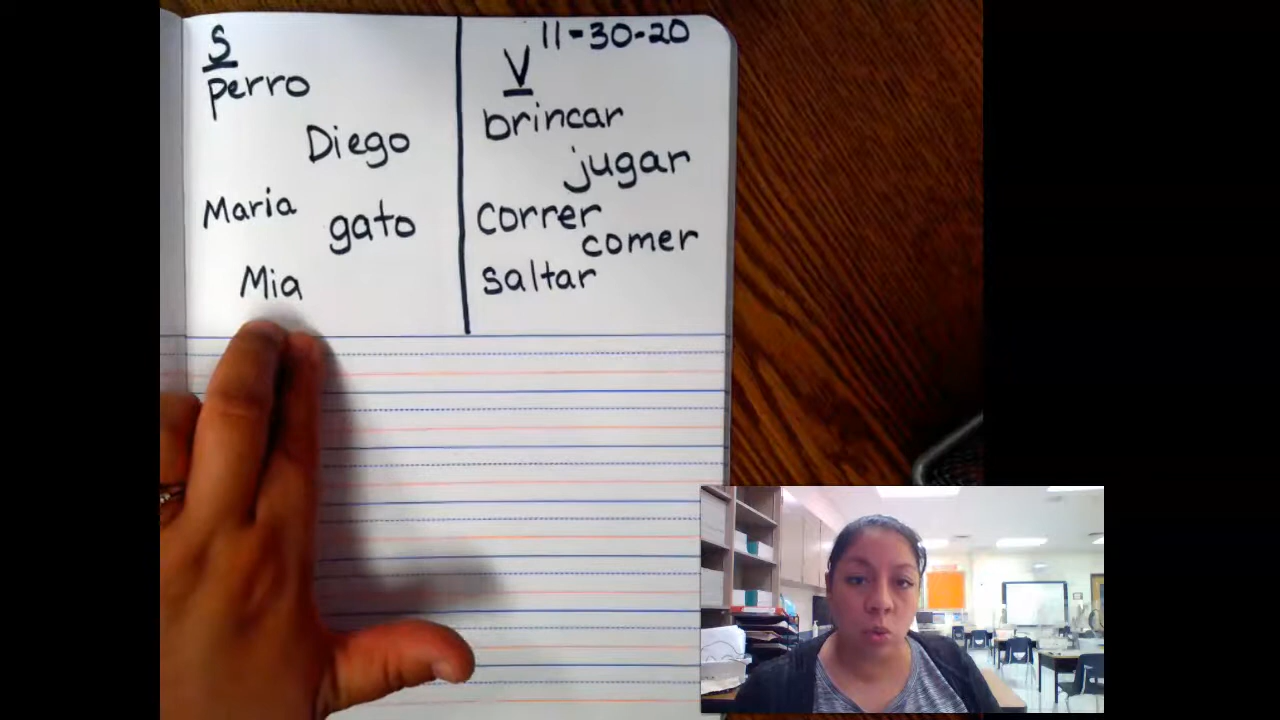 S
perro
Diego
Maria
gato
Mia
11-30-20
V
brincar
jugar
correr
comer
saltar